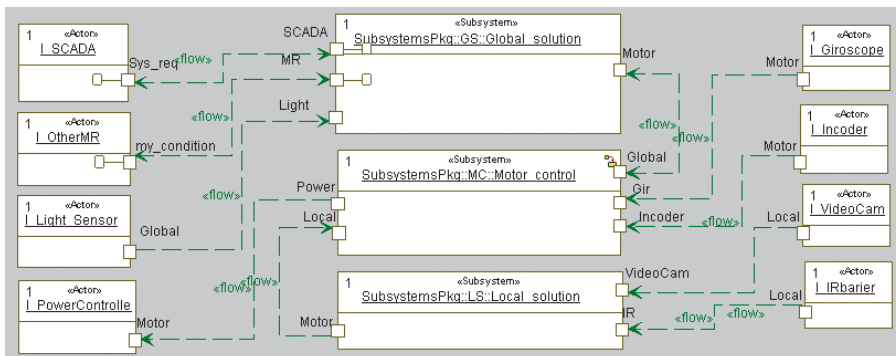 1
«Actor»
I_SCADA
Sys_req
«flow»
1
«Actor»
I_OtherMR
my_condition
«flow»
1
«Actor»
I_Light_Sensor
Global
«flow»
1
«Actor»
I_PowerControlle
Motor
«flow»
SCADA
MR
Light
1
«Subsystem»
SubsystemsPkg::GS::Global_solution
Motor
«flow»
Power
Local
1
«Subsystem»
SubsystemsPkg::MC::Motor_control
Global
Gir
Incoder
«flow»
Motor
1
«Subsystem»
SubsystemsPkg::LS::Local_solution
VideoCam
IR
1
«Actor»
I_Giroscope
Motor
«flow»
1
«Actor»
I_Incoder
Motor
«flow»
1
«Actor»
I_VideoCam
Local
«flow»
1
«Actor»
I_IRbarier
Local
«flow»